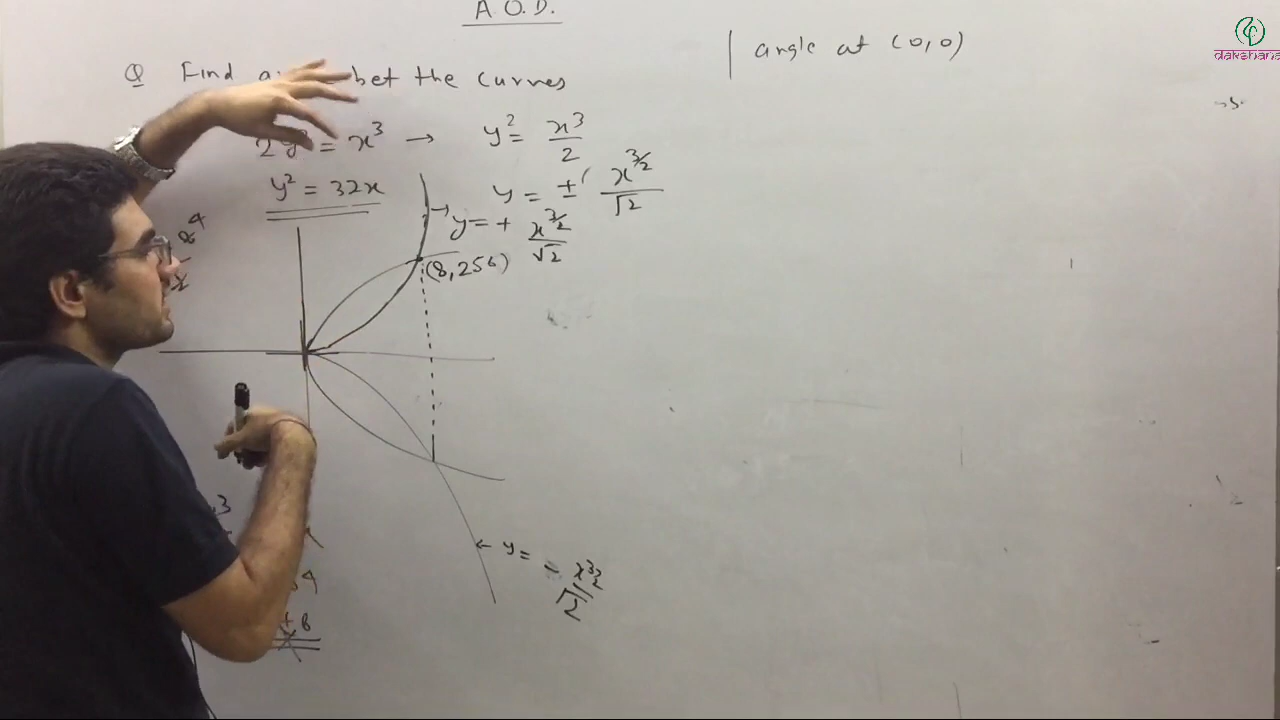 A.O.D.
Q Find bet the curves
2y² = x³ → y² = x³/2
y² = 32x
y = ± x^3/2/√2
→ y = + x^3/2/√2
(8,256)
← y = - x^3/2/√2
| angle at (0,0)
dakshana